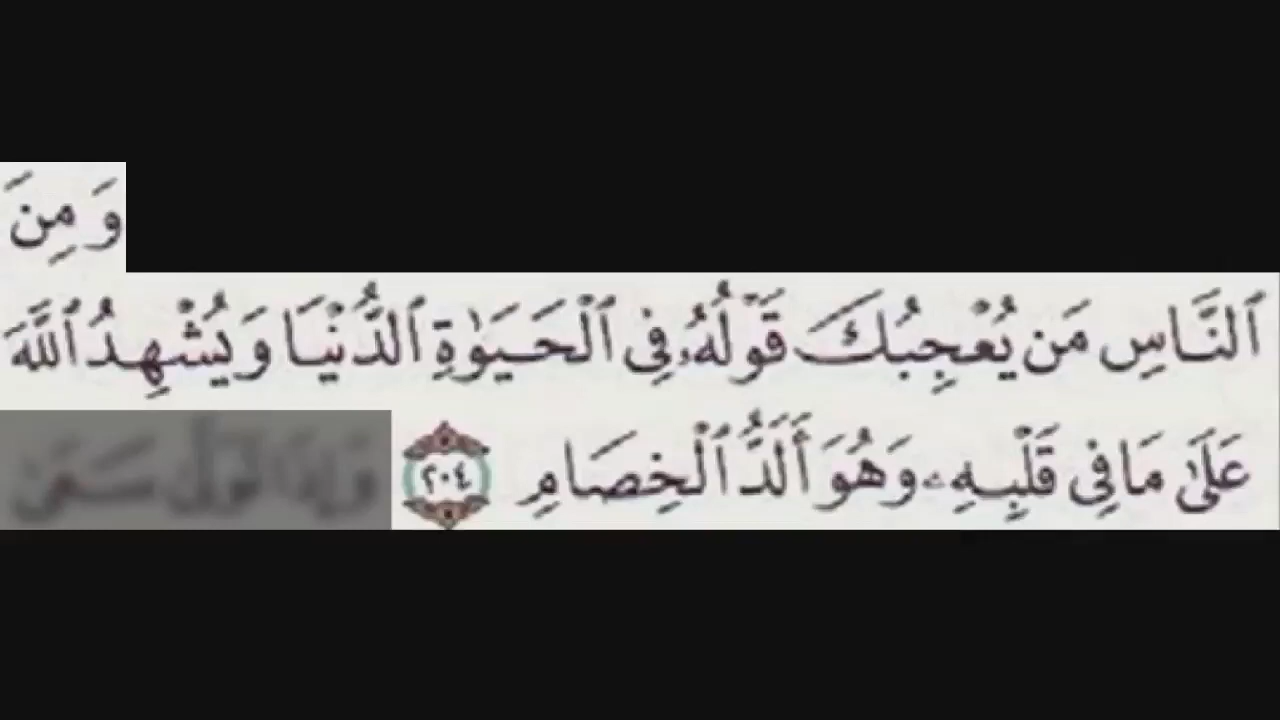 وَمِنَ
ٱلنَّاسِ مَن يُعْجِبُكَ قَوْلُهُۥ فِى ٱلْحَيَوٰةِ ٱلدُّنْيَا وَيُشْهِدُ ٱللَّهَ
عَلَىٰ مَا فِى قَلْبِهِۦ وَهُوَ أَلَدُّ ٱلْخِصَامِ ٢٠٤